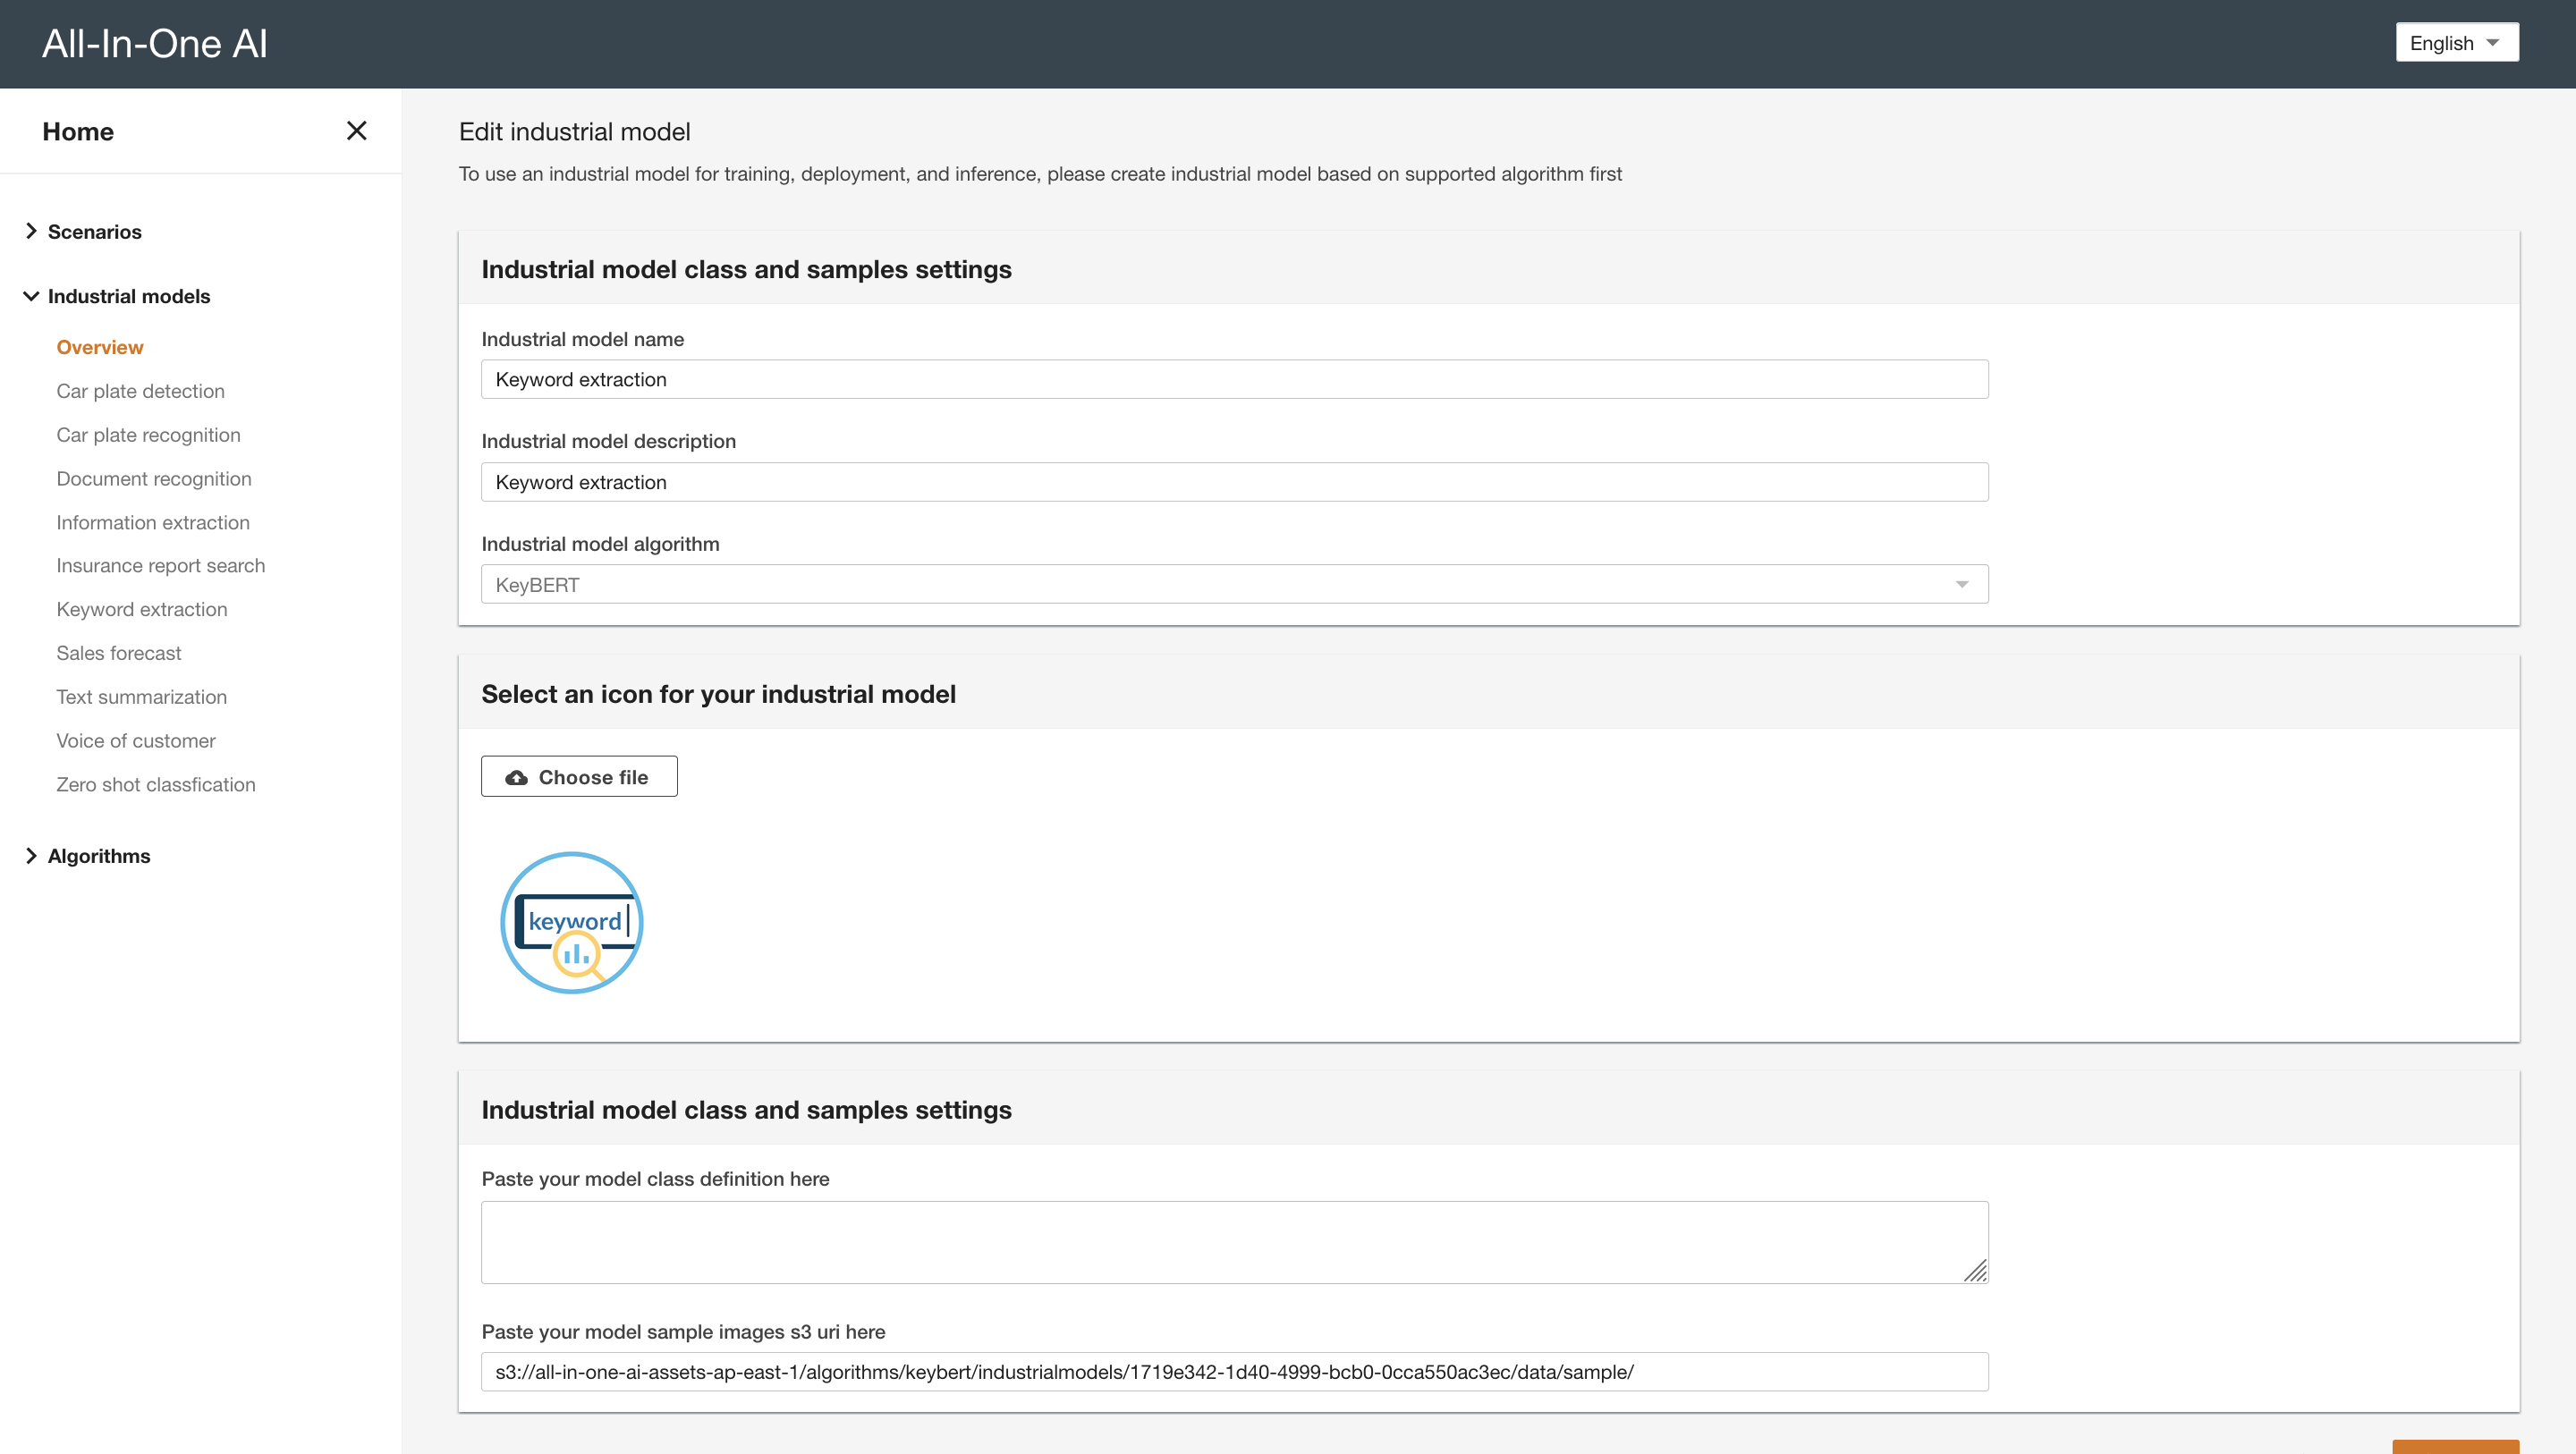 All-In-One AI
English
Home
Scenarios
Industrial models
Overview
Car plate detection
Car plate recognition
Document recognition
Information extraction
Insurance report search
Keyword extraction
Sales forecast
Text summarization
Voice of customer
Zero shot classfication
Algorithms
Edit industrial model
To use an industrial model for training, deployment, and inference, please create industrial model based on supported algorithm first
Industrial model class and samples settings
Industrial model name
Keyword extraction
Industrial model description
Keyword extraction
Industrial model algorithm
KeyBERT
Select an icon for your industrial model
Choose file
keyword
Industrial model class and samples settings
Paste your model class definition here
Paste your model sample images s3 uri here
s3://all-in-one-ai-assets-ap-east-1/algorithms/keybert/industrialmodels/1719e342-1d40-4999-bcb0-0cca550ac3ec/data/sample/